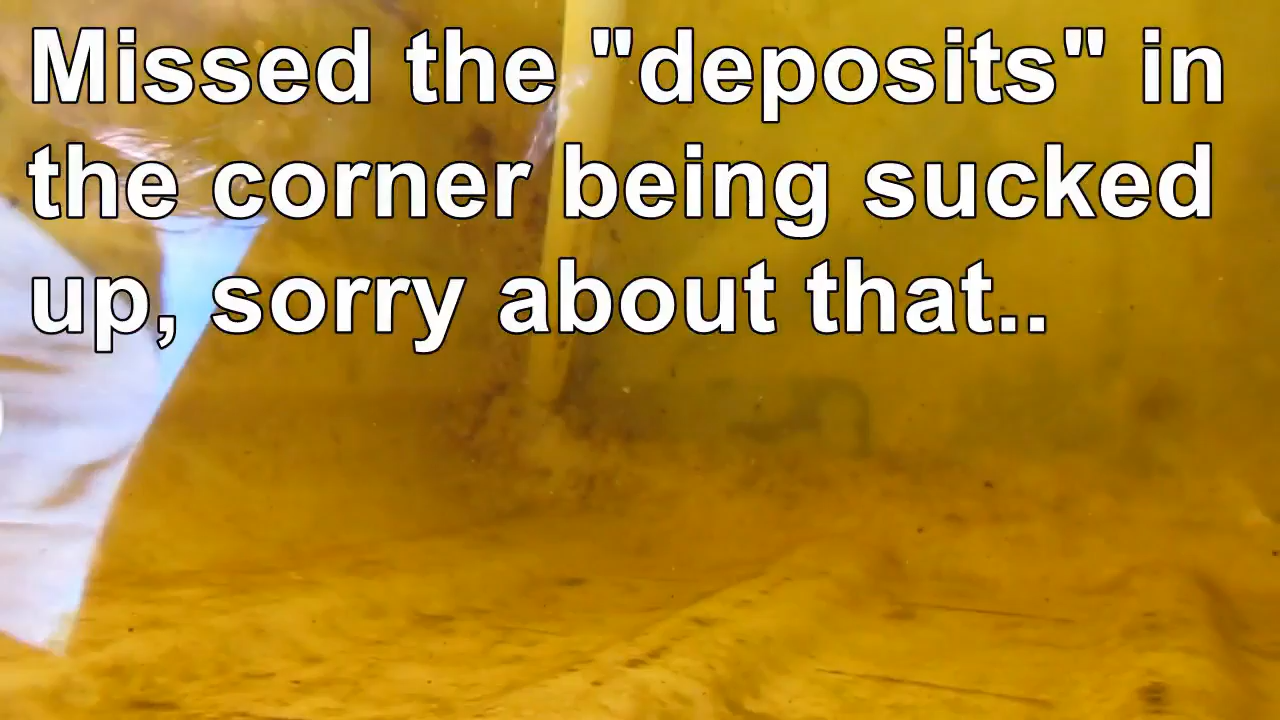 Missed the "deposits" in
the corner being sucked
up, sorry about that..